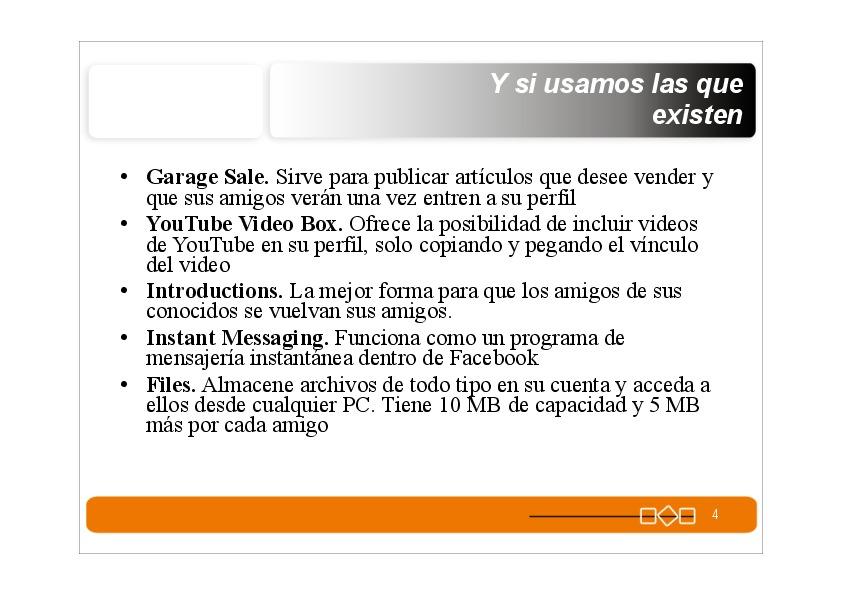 Y si usamos las que
existen
• Garage Sale. Sirve para publicar artículos que desee vender y
que sus amigos verán una vez entren a su perfil
• YouTube Video Box. Ofrece la posibilidad de incluir videos
de YouTube en su perfil, solo copiando y pegando el vínculo
del video
• Introductions. La mejor forma para que los amigos de sus
conocidos se vuelvan sus amigos.
• Instant Messaging. Funciona como un programa de
mensajería instantánea dentro de Facebook
• Files. Almacene archivos de todo tipo en su cuenta y acceda a
ellos desde cualquier PC. Tiene 10 MB de capacidad y 5 MB
más por cada amigo
4